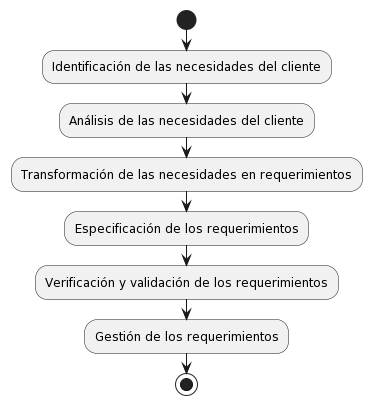 Identificación de las necesidades del cliente
Análisis de las necesidades del cliente
Transformación de las necesidades en requerimientos
Especificación de los requerimientos
Verificación y validación de los requerimientos
Gestión de los requerimientos